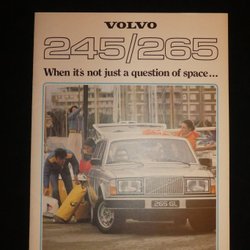 VOLVO
245/265
When it's not just a question of space...
265 GL